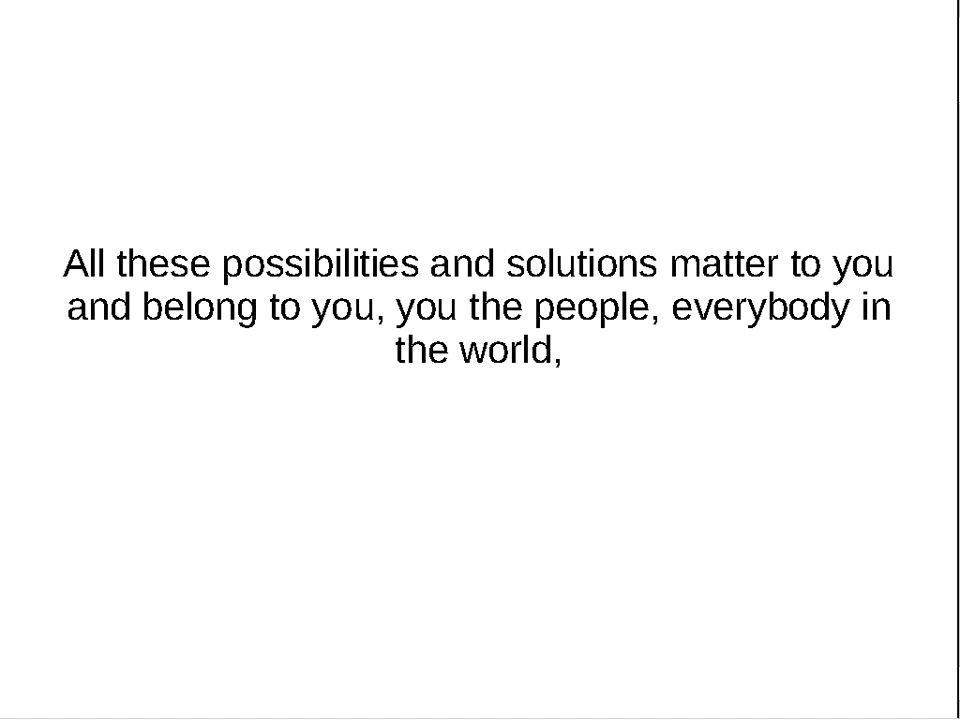 All these possibilities and solutions matter to you
and belong to you, you the people, everybody in
the world,